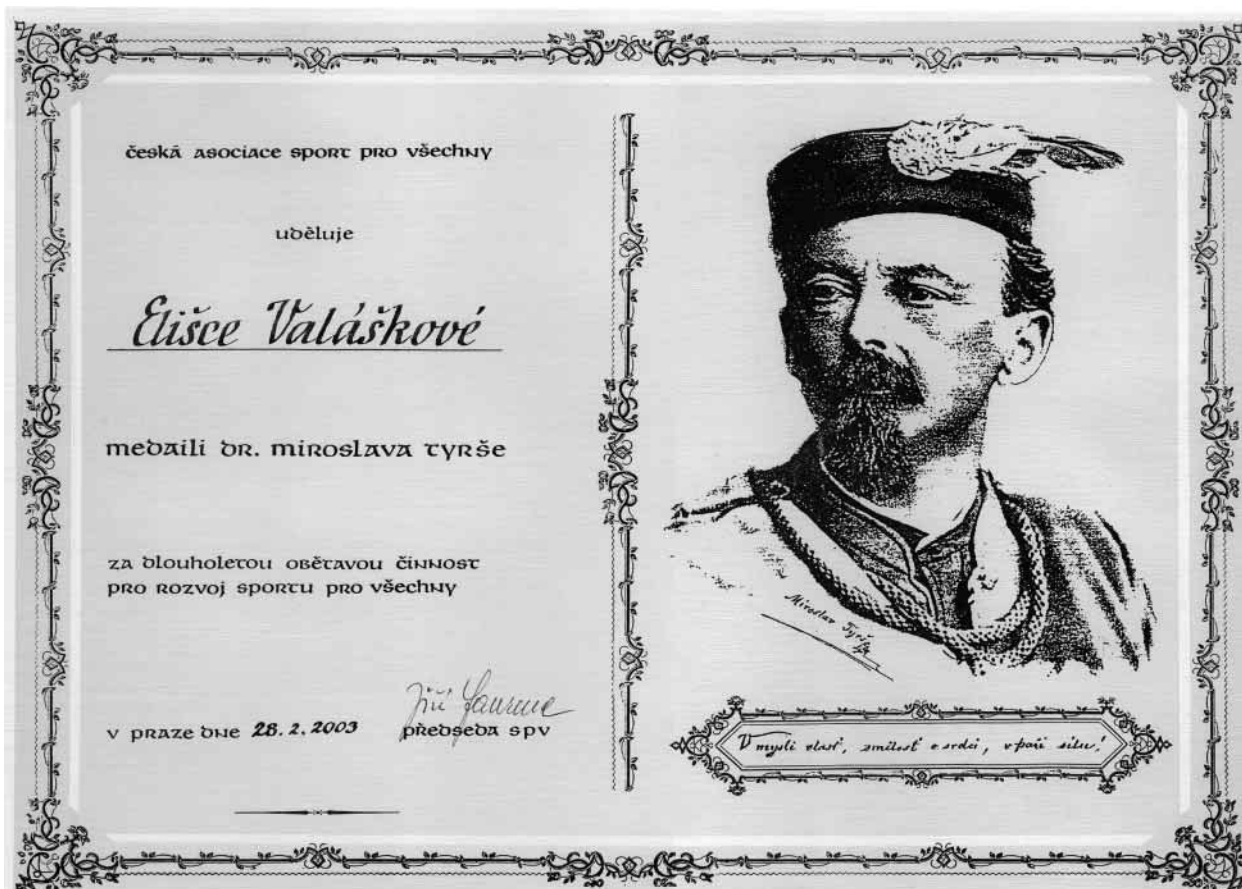 česká asociace sport pro všechny
uděluje
Elišce Valáškové
medaili dr. miroslava tyrše
za dlouholetou obětavou činnost
pro rozvoj sportu pro všechny
v praze dne 28. 2. 2003
Jiří
předseda spv
Miroslav Tyrš
V mysli vlast, smělost v srdci, v paži sílu!